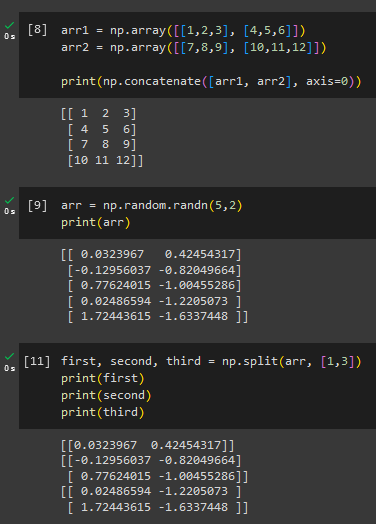 [8] arr1 = np.array([[1,2,3], [4,5,6]])
0s
arr2 = np.array([[7,8,9], [10,11,12]])
print(np.concatenate([arr1, arr2], axis=0))
[[ 1  2  3]
 [ 4  5  6]
 [ 7  8  9]
 [10 11 12]]
[9] arr = np.random.randn(5,2)
0s
print(arr)
[[ 0.0323967   0.42454317]
 [-0.12956037 -0.82049664]
 [ 0.77624015 -1.00455286]
 [ 0.02486594 -1.2205073 ]
 [ 1.72443615 -1.6337448 ]]
[11] first, second, third = np.split(arr, [1,3])
0s
print(first)
print(second)
print(third)
[[0.0323967  0.42454317]]
[[-0.12956037 -0.82049664]
 [ 0.77624015 -1.00455286]]
[[ 0.02486594 -1.2205073 ]
 [ 1.72443615 -1.6337448 ]]